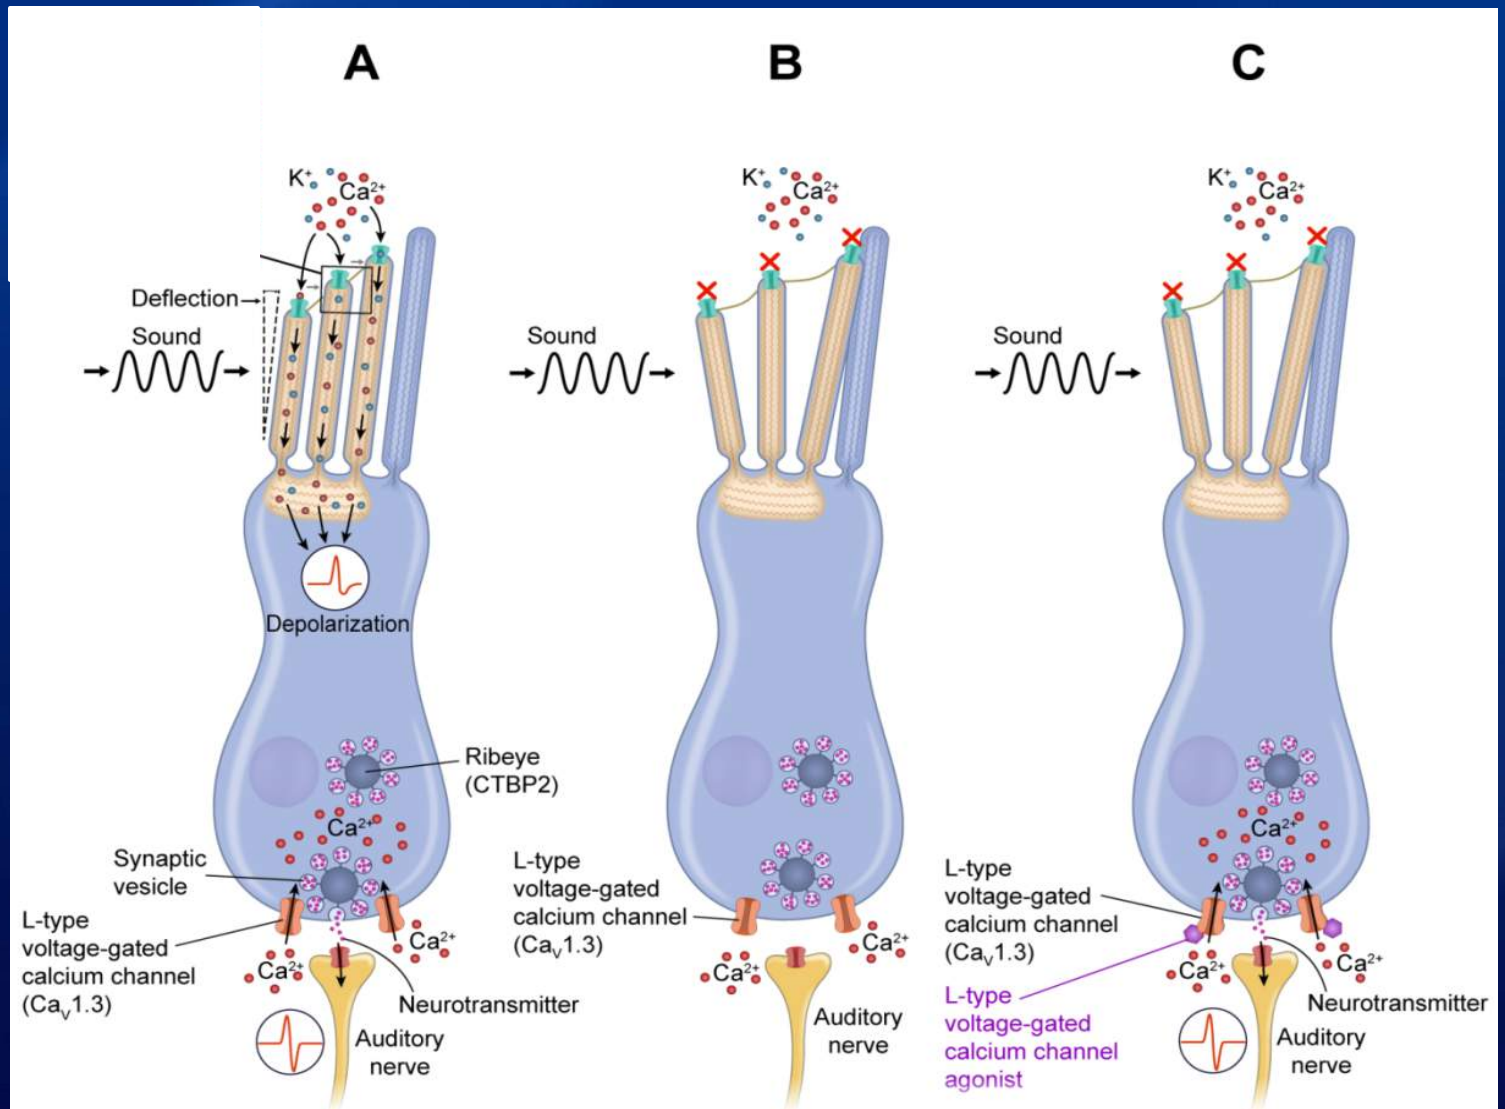 A
B
C
K⁺
Ca²⁺
Deflection
Sound
Depolarization
Ribeye
(CTBP2)
Ca²⁺
Synaptic
vesicle
L-type
voltage-gated
calcium channel
(CaV1.3)
Ca²⁺
Ca²⁺
Neurotransmitter
Auditory
nerve
K⁺
Ca²⁺
Sound
L-type
voltage-gated
calcium channel
(CaV1.3)
Ca²⁺
Ca²⁺
Auditory
nerve
K⁺
Ca²⁺
Sound
Ca²⁺
L-type
voltage-gated
calcium channel
(CaV1.3)
Ca²⁺
Ca²⁺
L-type
voltage-gated
calcium channel
agonist
Neurotransmitter
Auditory
nerve